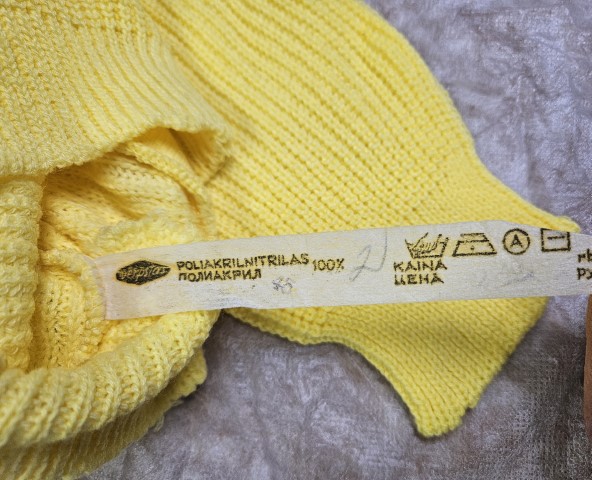 POLIAKRILNITRILAS 100%
ПОЛИАКРИЛ
KAINA
ЦЕНА
A